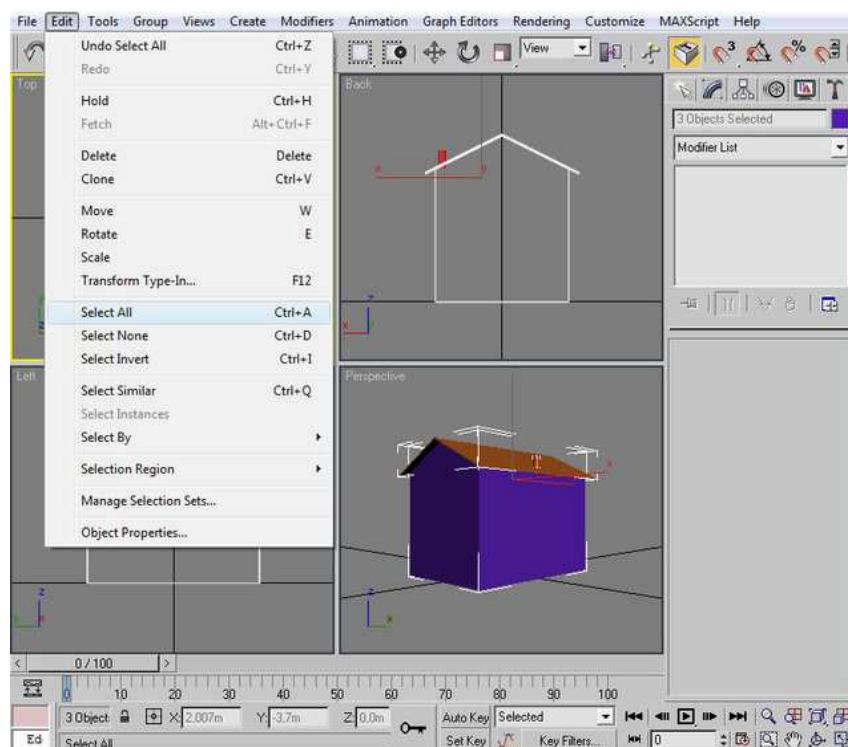 File Edit Tools Group Views Create Modifiers Animation Graph Editors Rendering Customize MAXScript Help
View
Top
Back
Undo Select All Ctrl+Z
Redo Ctrl+Y
Hold Ctrl+H
Fetch Alt+Ctrl+F
Delete Delete
Clone Ctrl+V
Move W
Rotate E
Scale
Transform Type-In... F12
Select All Ctrl+A
Select None Ctrl+D
Select Invert Ctrl+I
Select Similar Ctrl+Q
Select Instances
Select By
Selection Region
Manage Selection Sets...
Object Properties...
3 Objects Selected
Modifier List
Left
Perspective
0 / 100
0 10 20 30 40 50 60 70 80 90 100
3 Object X: 2,007m Y: -3,7m Z: 0,0m Auto Key Selected
Ed Select All Set Key Key Filters... 0